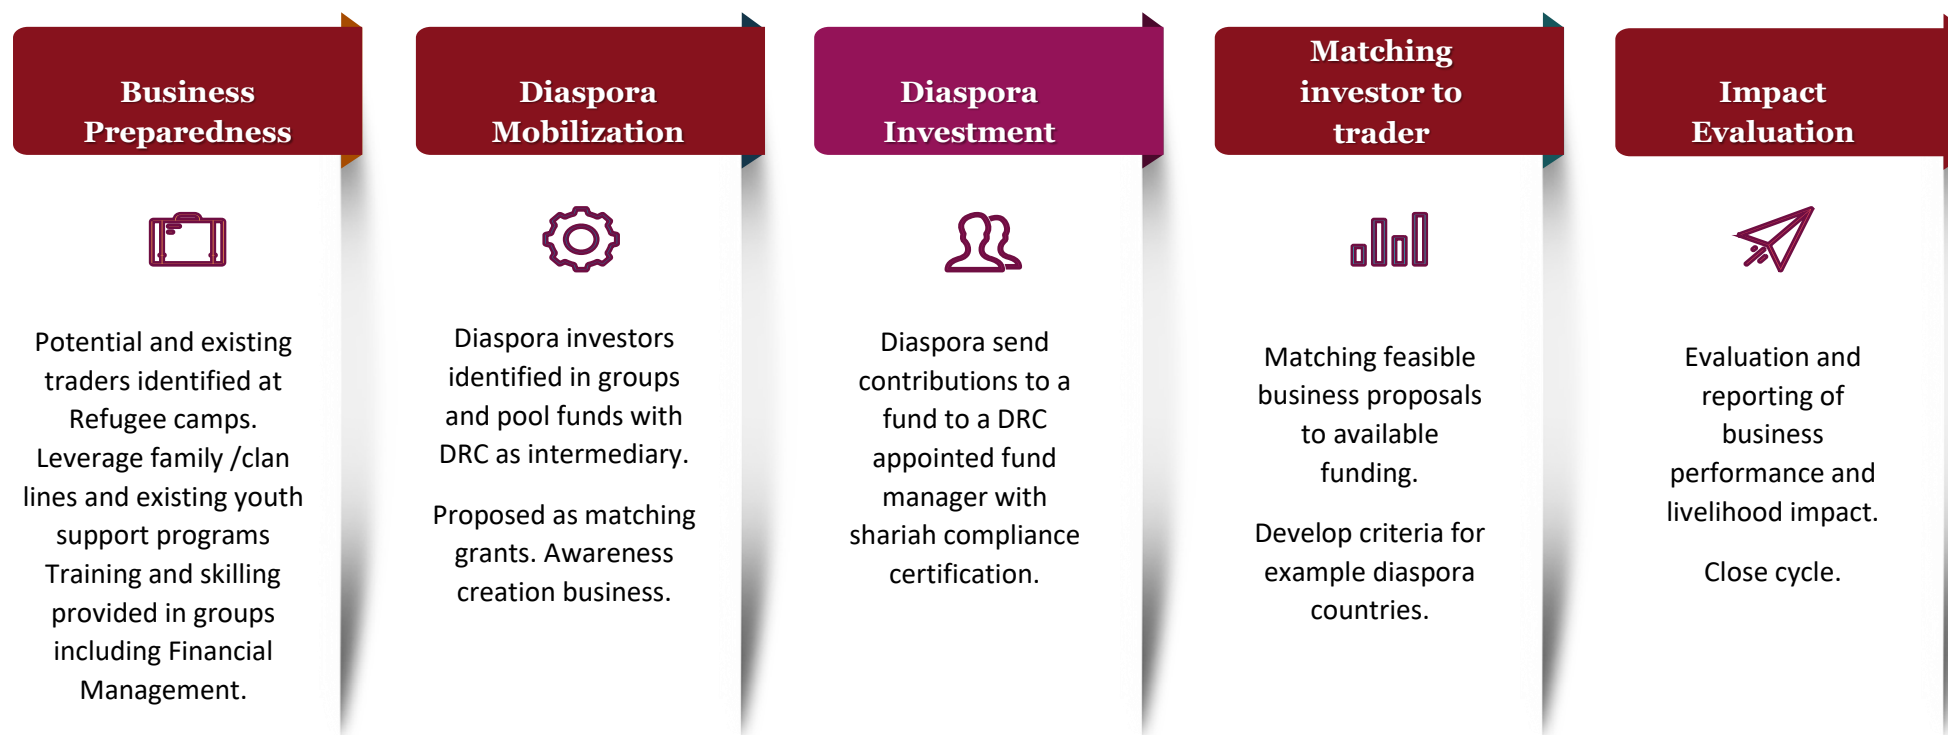 Business
Preparedness
Potential and existing
traders identified at
Refugee camps.
Leverage family /clan
lines and existing youth
support programs
Training and skilling
provided in groups
including Financial
Management.
Diaspora
Mobilization
Diaspora investors
identified in groups
and pool funds with
DRC as intermediary.
Proposed as matching
grants. Awareness
creation business.
Diaspora
Investment
Diaspora send
contributions to a
fund to a DRC
appointed fund
manager with
shariah compliance
certification.
Matching
investor to
trader
Matching feasible
business proposals
to available
funding.
Develop criteria for
example diaspora
countries.
Impact
Evaluation
Evaluation and
reporting of
business
performance and
livelihood impact.
Close cycle.